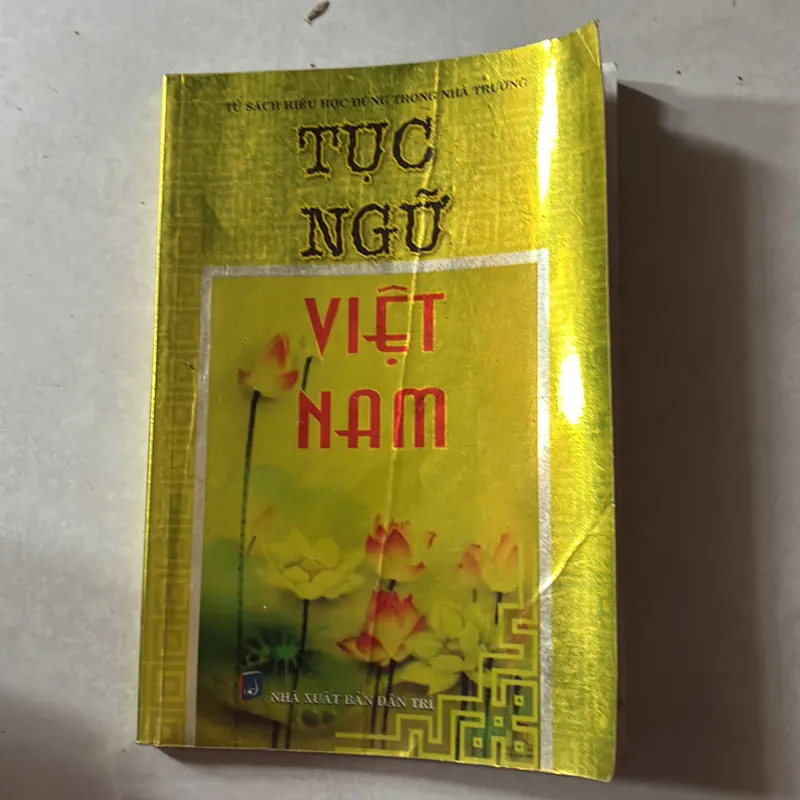 TỦ SÁCH HIẾU HỌC DÙNG TRONG NHÀ TRƯỜNG
TỤC
NGỮ
VIỆT
NAM
NHÀ XUẤT BẢN DÂN TRÍ